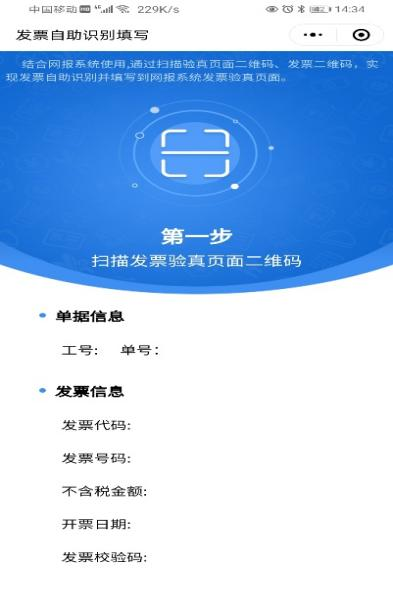 中国移动 HD 4G 229K/s 14:34
发票自助识别填写
结合网报系统使用,通过扫描验真页面二维码、发票二维码，实
现发票自助识别并填写到网报系统发票验真页面。
第一步
扫描发票验真页面二维码
单据信息
工号: 单号:
发票信息
发票代码:
发票号码:
不含税金额:
开票日期:
发票校验码: